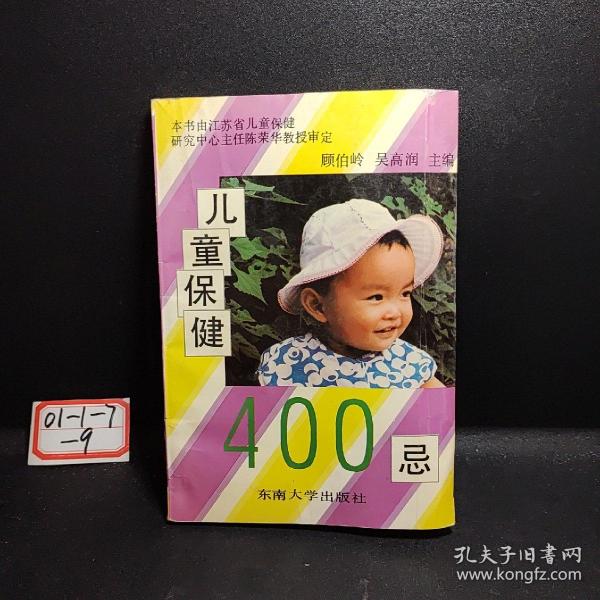 本书由江苏省儿童保健
研究中心主任陈荣华教授审定
顾伯岭 吴高润 主编
儿
童
保
健
400
忌
东南大学出版社
01-1-7
-9
孔夫子旧书网
www.kongfz.com